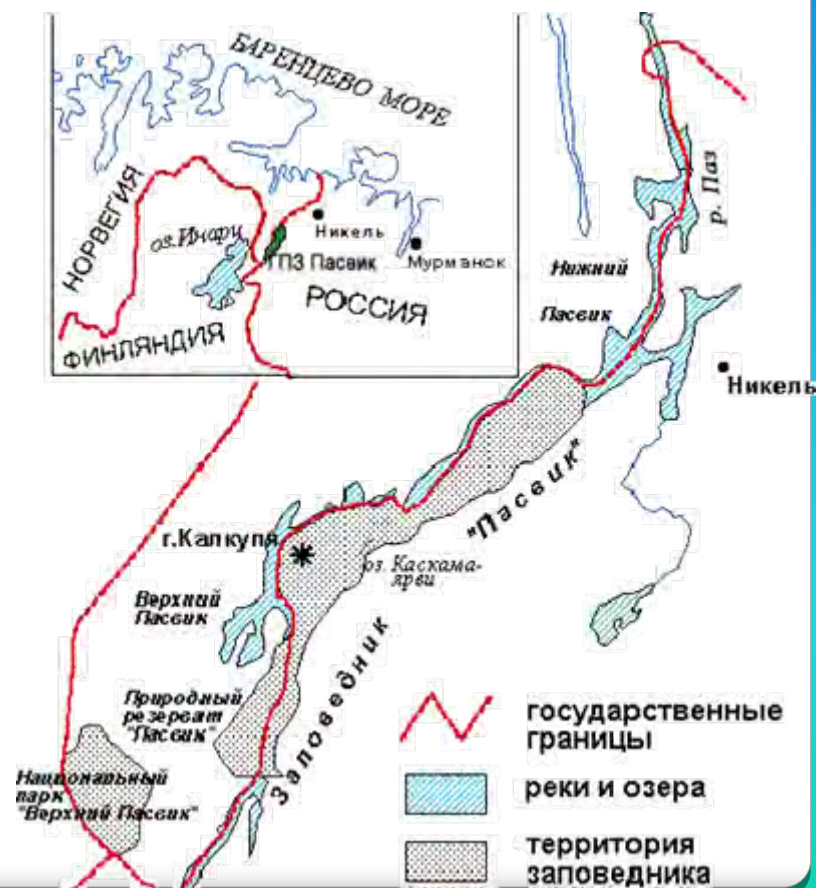 БАРЕНЦЕВО МОРЕ
НОРВЕГИЯ
оз.Инари
Никель
ГПЗ Пасвик
Мурманск
РОССИЯ
ФИНЛЯНДИЯ
р. Паз
Нижний
Пасвик
Никель
"Пасвик"
г.Калкупя
оз. Каскама-
ярви
Верхний
Пасвик
Заповедник
Природный
резерват
"Пасвик"
Национальный
парк
"Верхний Пасвик"
государственные
границы
реки и озера
территория
заповедника